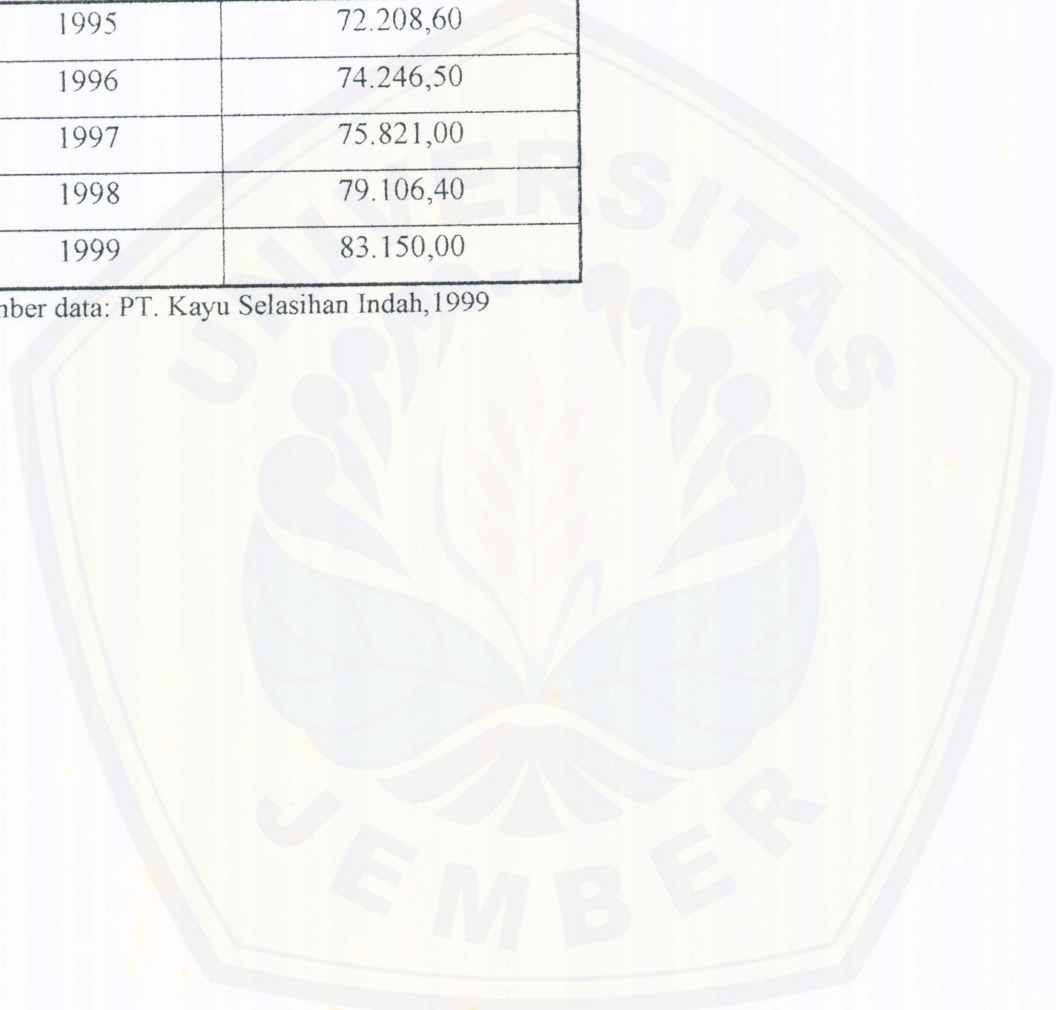 1995 72.208,60
1996 74.246,50
1997 75.821,00
1998 79.106,40
1999 83.150,00
mber data: PT. Kayu Selasihan Indah,1999
UNIVERSITAS
JEMBER